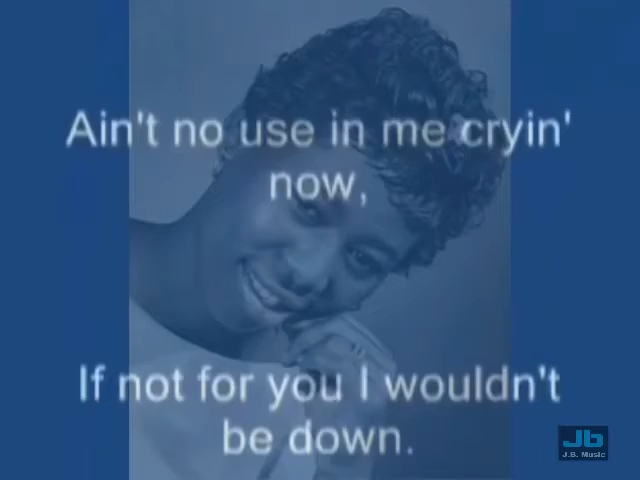 Ain't no use in me cryin'
now,
If not for you I wouldn't
be down.
Jb
J.B. Music